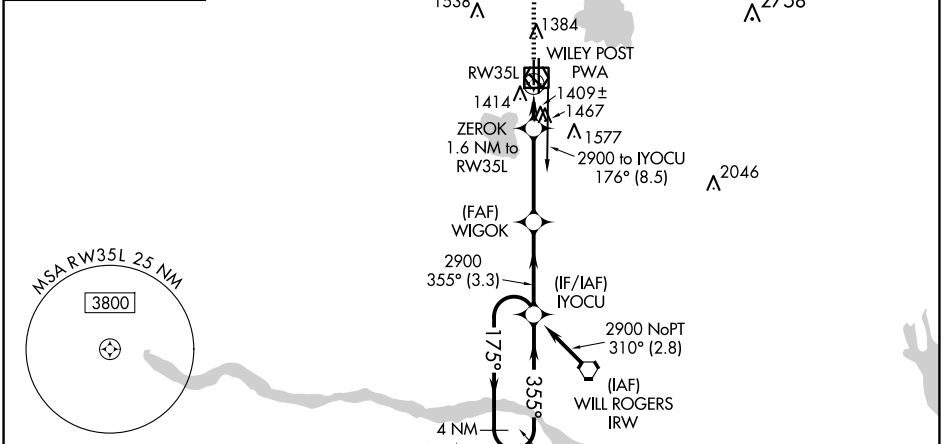 1538
2738
1384
WILEY POST
PWA
RW35L
1414
1409±
1467
ZEROK
1.6 NM to
RW35L
1577
2900 to IYOCU
176° (8.5)
2046
(FAF)
WIGOK
MSA RW35L 25 NM
3800
2900
355° (3.3)
(IF/IAF)
IYOCU
2900 NoPT
310° (2.8)
175°
355°
(IAF)
WILL ROGERS
IRW
4 NM